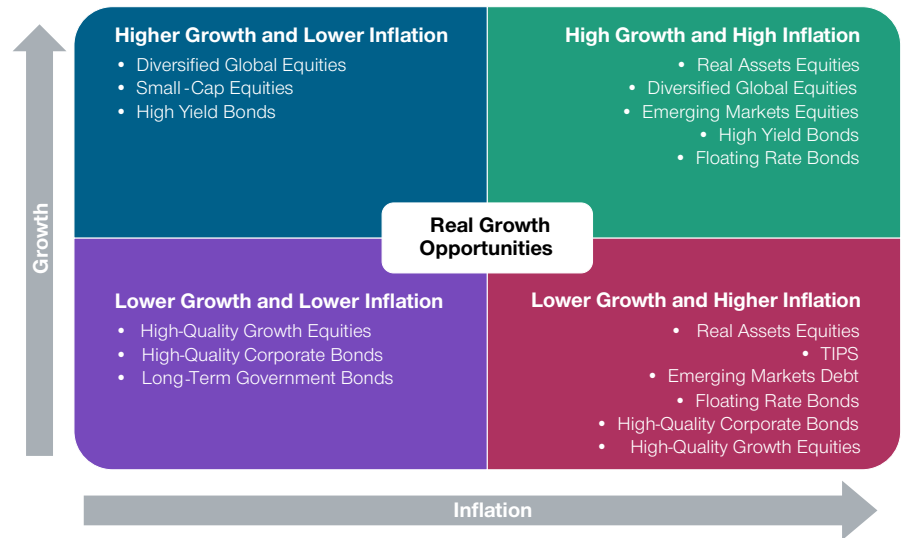 Growth
Higher Growth and Lower Inflation
• Diversified Global Equities
• Small-Cap Equities
• High Yield Bonds
High Growth and High Inflation
• Real Assets Equities
• Diversified Global Equities
• Emerging Markets Equities
• High Yield Bonds
• Floating Rate Bonds
Real Growth
Opportunities
Lower Growth and Lower Inflation
• High-Quality Growth Equities
• High-Quality Corporate Bonds
• Long-Term Government Bonds
Lower Growth and Higher Inflation
• Real Assets Equities
• TIPS
• Emerging Markets Debt
• Floating Rate Bonds
• High-Quality Corporate Bonds
• High-Quality Growth Equities
Inflation